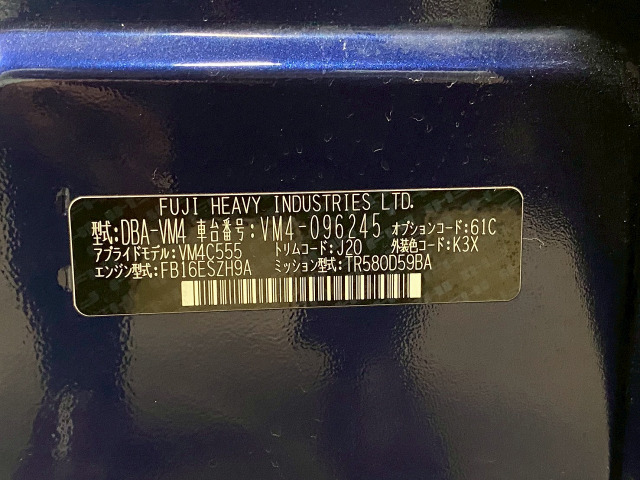 FUJI HEAVY INDUSTRIES LTD.
型式:DBA-VM4 車台番号:VM4-096245 オプションコード:61C
アプライドモデル:VM4C555 トリムコード:J20 外装色コード:K3X
エンジン型式:FB16ESZH9A ミッション型式:TR580D59BA